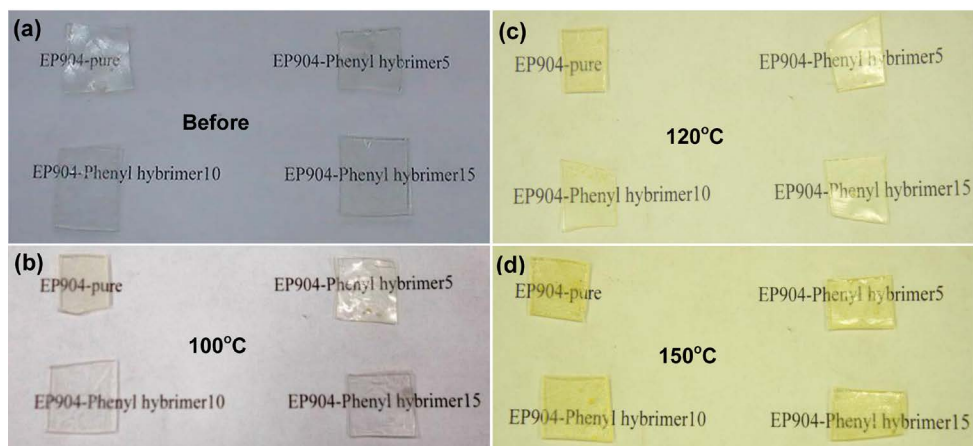 (a)
EP904-pure
EP904-Phenyl hybrimer5
Before
EP904-Phenyl hybrimer10
EP904-Phenyl hybrimer15
(b)
EP904-pure
EP904-Phenyl hybrimer5
100°C
EP904-Phenyl hybrimer10
EP904-Phenyl hybrimer15
(c)
EP904-pure
EP904-Phenyl hybrimer5
120°C
EP904-Phenyl hybrimer10
EP904-Phenyl hybrimer15
(d)
EP904-pure
EP904-Phenyl hybrimer5
150°C
EP904-Phenyl hybrimer10
EP904-Phenyl hybrimer15